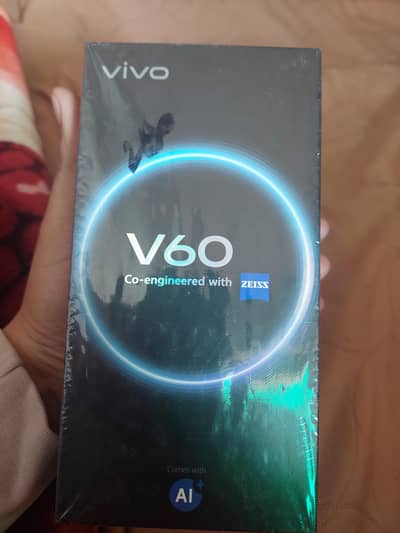 vivo
V60
Co-engineered with ZEISS
Comes with
AI+